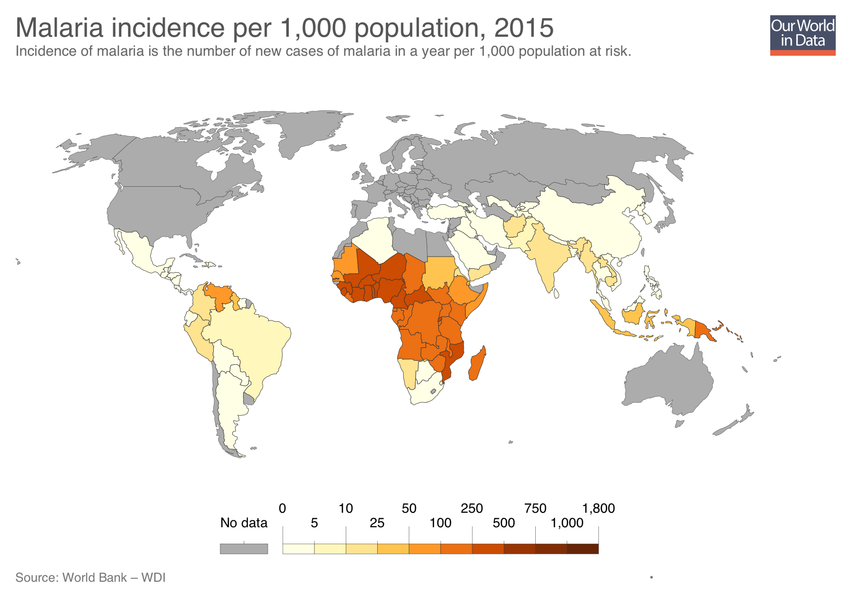 Malaria incidence per 1,000 population, 2015
Incidence of malaria is the number of new cases of malaria in a year per 1,000 population at risk.
Our World
in Data
0 10 50 250 750 1,800
No data 5 25 100 500 1,000
Source: World Bank – WDI